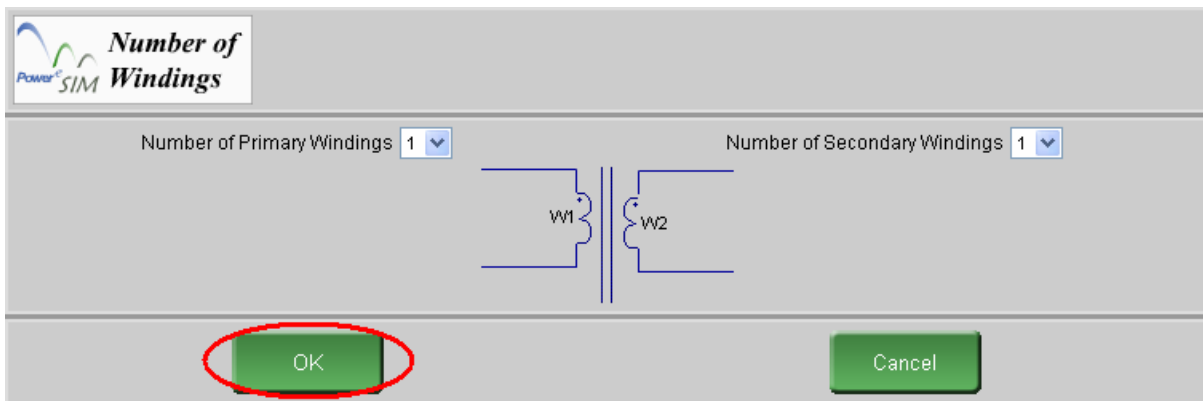 Number of
Windings
Power e SIM
Number of Primary Windings 1
Number of Secondary Windings 1
W1
W2
OK
Cancel